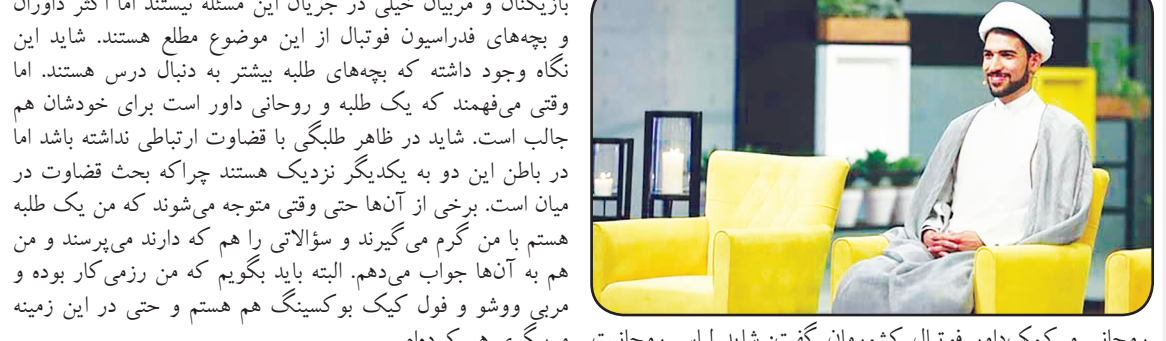 بازیکنان و مربیان خیلی در جریان این مسئله نیستند اما اکثر داوران
و بچه‌های فدراسیون فوتبال از این موضوع مطلع هستند. شاید این
نگاه وجود داشته که بچه‌های طلبه بیشتر به دنبال درس هستند. اما
وقتی می‌فهمند که یک طلبه و روحانی داور است برای خودشان هم
جالب است. شاید در ظاهر طلبگی با قضاوت ارتباطی نداشته باشد اما
در باطن این دو به یکدیگر نزدیک هستند چراکه بحث قضاوت در
میان است. برخی از آن‌ها حتی وقتی متوجه می‌شوند که من یک طلبه
هستم با من گرم می‌گیرند و سؤالاتی را هم که دارند می‌پرسند و من
هم به آن‌ها جواب می‌دهم. البته باید بگویم که من رزمی‌کار بوده و
مربی ووشو و فول کیک بوکسینگ هم هستم و حتی در این زمینه